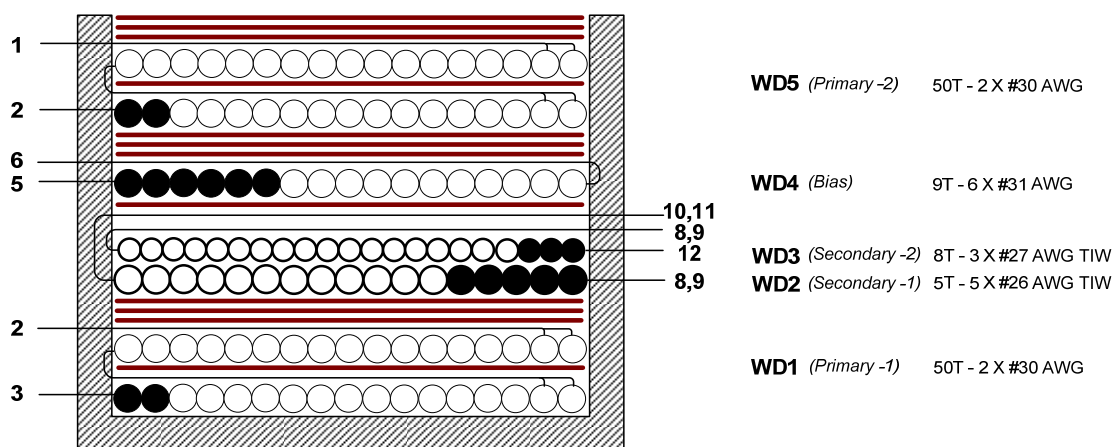 1
WD5 (Primary -2) 50T - 2 X #30 AWG
2
6
5 WD4 (Bias) 9T - 6 X #31 AWG
10,11
8,9
12 WD3 (Secondary -2) 8T - 3 X #27 AWG TIW
8,9 WD2 (Secondary -1) 5T - 5 X #26 AWG TIW
2
WD1 (Primary -1) 50T - 2 X #30 AWG
3